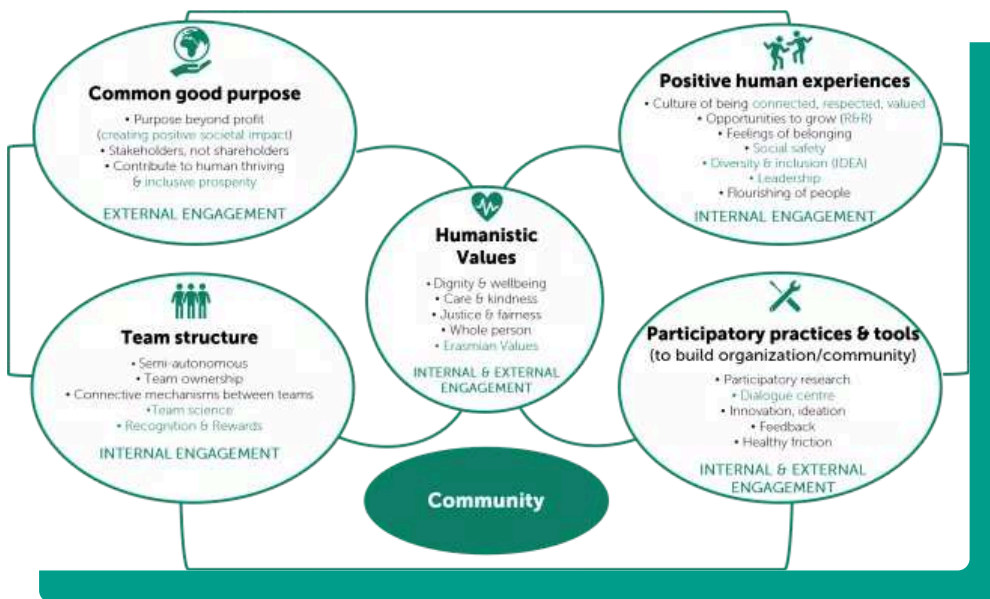 Common good purpose
• Purpose beyond profit
(creating positive societal impact)
• Stakeholders, not shareholders
• Contribute to human thriving
& inclusive prosperity
EXTERNAL ENGAGEMENT
Positive human experiences
• Culture of being connected, respected, valued
• Opportunities to grow (R&R)
• Feelings of belonging
• Social safety
• Diversity & inclusion (IDEA)
• Leadership
• Flourishing of people
INTERNAL ENGAGEMENT
Humanistic
Values
• Dignity & wellbeing
• Care & kindness
• Justice & fairness
• Whole person
• Erasmian Values
INTERNAL & EXTERNAL
ENGAGEMENT
Team structure
• Semi-autonomous
• Team ownership
• Connective mechanisms between teams
•Team science
• Recognition & Rewards
INTERNAL ENGAGEMENT
Participatory practices & tools
(to build organization/community)
• Participatory research
• Dialogue centre
• Innovation, ideation
• Feedback
• Healthy friction
INTERNAL & EXTERNAL
ENGAGEMENT
Community